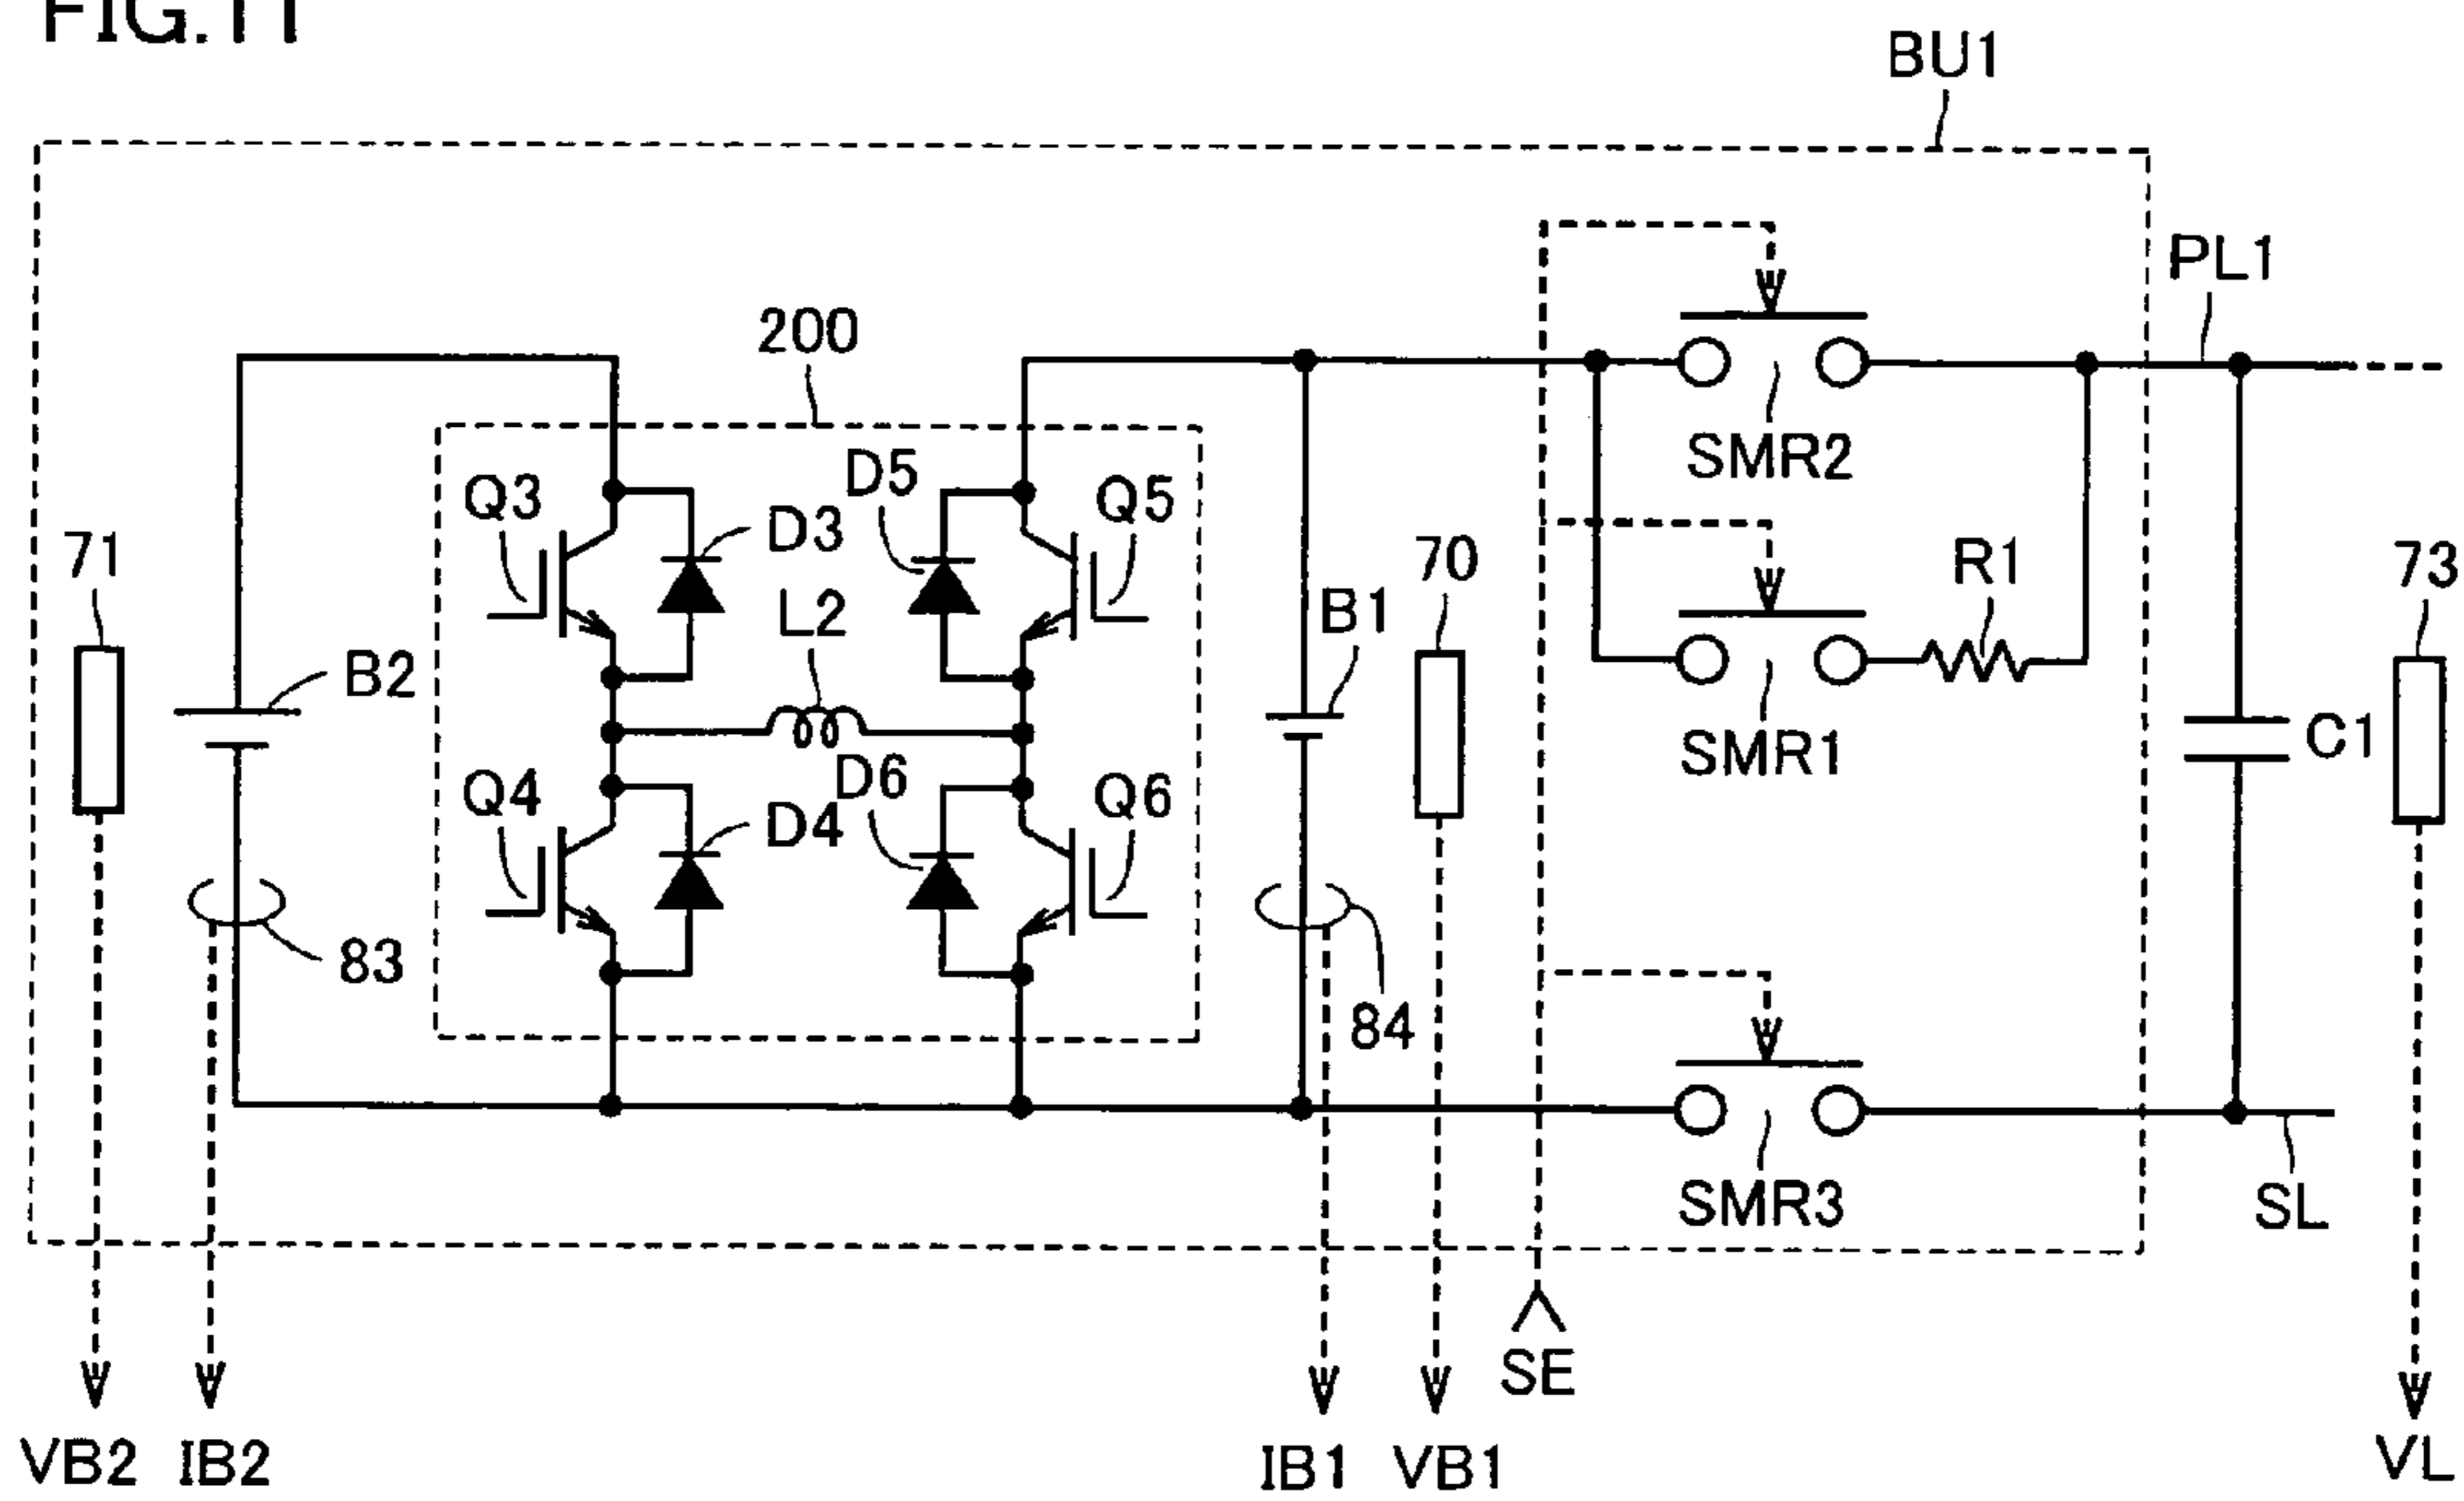 FIG.11
BU1
PL1
200
SMR2
Q3
D3
D5
Q5
71
L2
70
B1
R1
73
B2
SMR1
C1
Q4
D4
D6
Q6
83
84
SMR3
SL
SE
VB2
IB2
IB1
VB1
VL